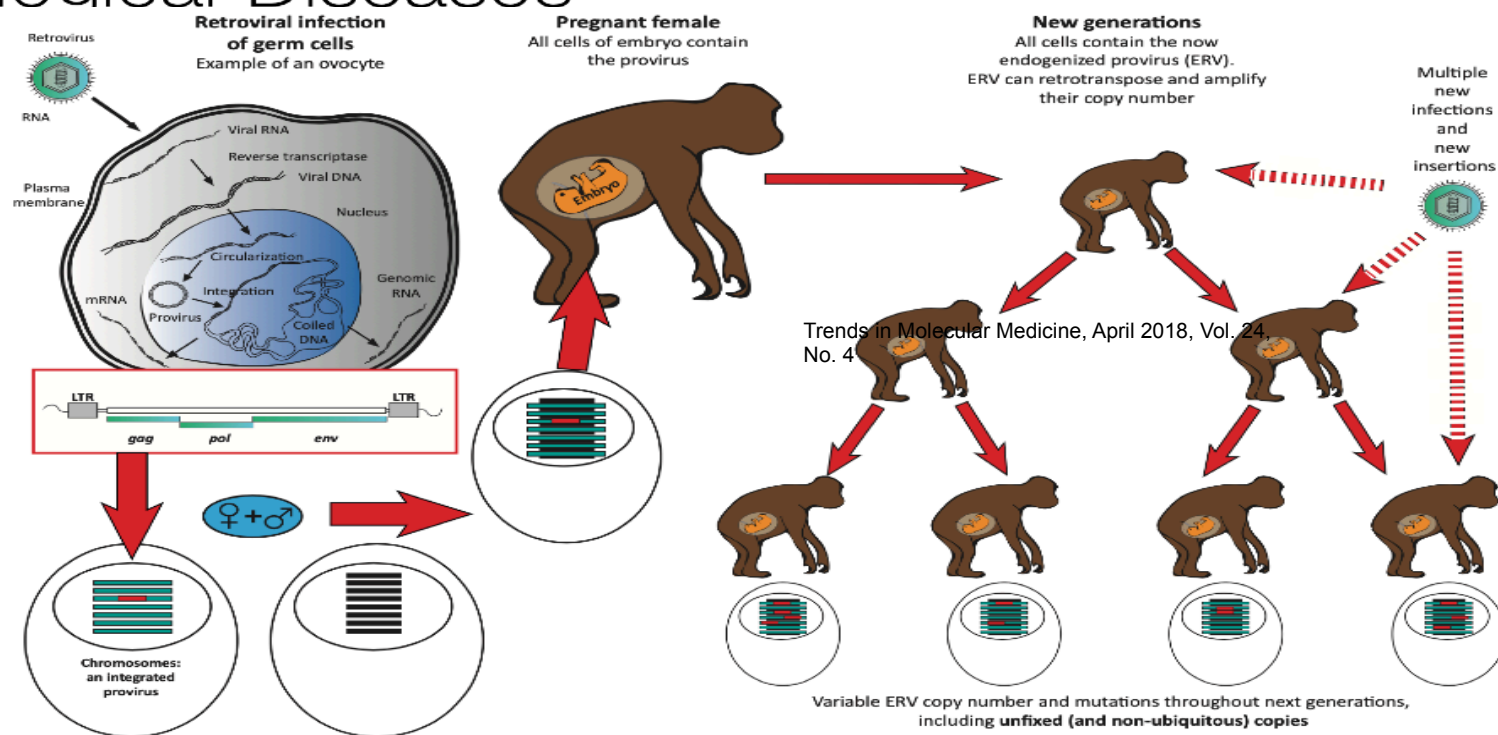 Retroviral infection
of germ cells
Example of an ovocyte
Retrovirus
RNA
Viral RNA
Reverse transcriptase
Viral DNA
Plasma
membrane
Nucleus
Circularization
Integration
Genomic
RNA
mRNA
Provirus
Coiled
DNA
LTR
LTR
gag
pol
env
♀+♂
Chromosomes:
an integrated
provirus
Pregnant female
All cells of embryo contain
the provirus
Embryo
New generations
All cells contain the now
endogenized provirus (ERV).
ERV can retrotranspose and amplify
their copy number
Multiple
new
infections
and
new
insertions
Trends in Molecular Medicine, April 2018, Vol. 24,
No. 4
Variable ERV copy number and mutations throughout next generations,
including unfixed (and non-ubiquitous) copies